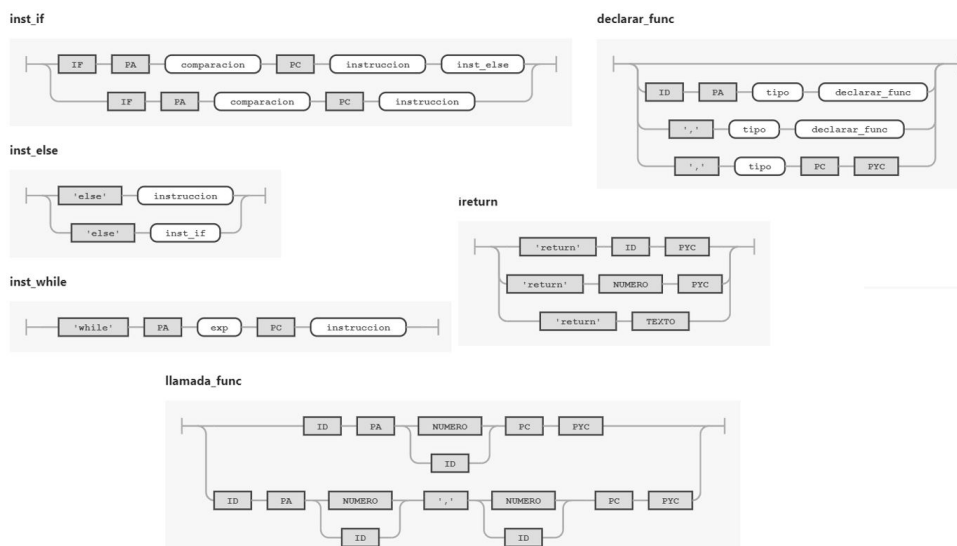 inst_if
IF PA comparacion PC instruccion inst_else
IF PA comparacion PC instruccion
inst_else
'else' instruccion
'else' inst_if
inst_while
'while' PA exp PC instruccion
declarar_func
ID PA tipo declarar_func
',' tipo declarar_func
',' tipo PC PYC
ireturn
'return' ID PYC
'return' NUMERO PYC
'return' TEXTO
llamada_func
ID PA NUMERO PC PYC
ID
ID PA NUMERO ',' NUMERO PC PYC
ID ID